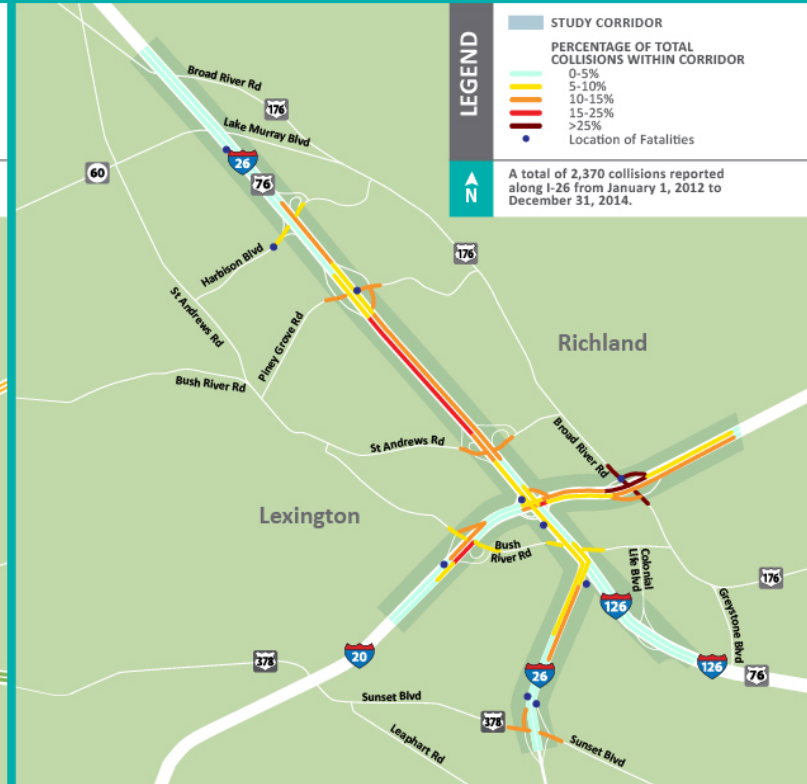 LEGEND
STUDY CORRIDOR
PERCENTAGE OF TOTAL
COLLISIONS WITHIN CORRIDOR
0-5%
5-10%
10-15%
15-25%
>25%
Location of Fatalities
N
A total of 2,370 collisions reported
along I-26 from January 1, 2012 to
December 31, 2014.
Broad River Rd
176
Lake Murray Blvd
26
60
76
Harbison Blvd
176
St Andrews Rd
Piney Grove Rd
Richland
Bush River Rd
St Andrews Rd
Broad River Rd
Lexington
Bush
River Rd
Colonial
Life Blvd
176
Greystone Blvd
126
20
378
26
126
76
Sunset Blvd
378
Leaphart Rd
Sunset Blvd